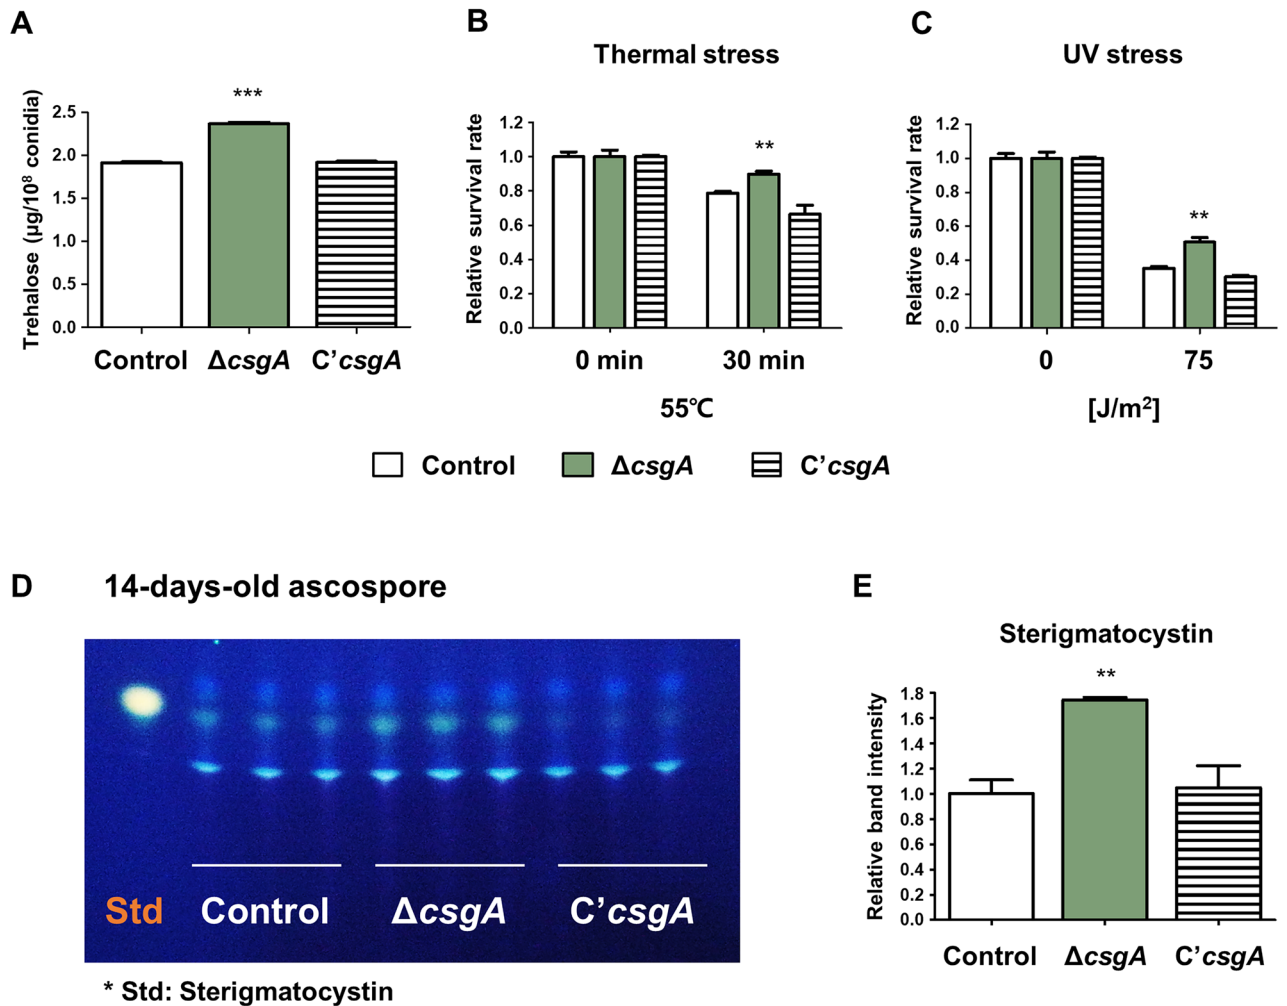 A
Trehalose (µg/10⁸ conidia)
2.5
2.0
1.5
1.0
0.5
0.0
***
Control
ΔcsgA
C’csgA
B
Thermal stress
Relative survival rate
1.2
1.0
0.8
0.6
0.4
0.2
0.0
**
0 min
30 min
55℃
C
UV stress
Relative survival rate
1.2
1.0
0.8
0.6
0.4
0.2
0.0
**
0
75
[J/m²]
Control
ΔcsgA
C’csgA
D
14-days-old ascospore
Std
Control
ΔcsgA
C’csgA
* Std: Sterigmatocystin
E
Sterigmatocystin
Relative band intensity
1.8
1.6
1.4
1.2
1.0
0.8
0.6
0.4
0.2
0.0
**
Control
ΔcsgA
C’csgA